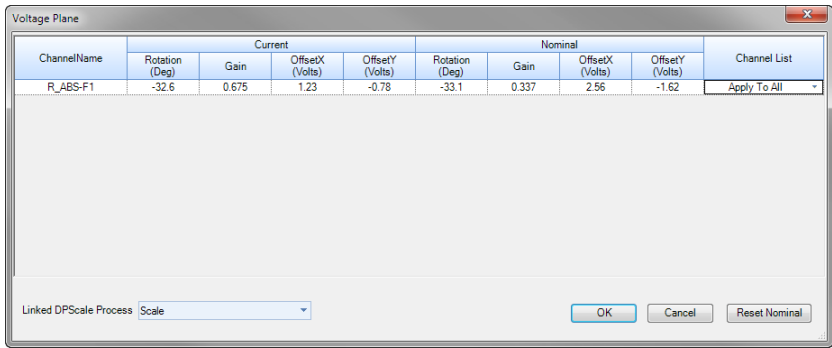 Voltage Plane
Current Nominal
ChannelName Rotation (Deg) Gain OffsetX (Volts) OffsetY (Volts) Rotation (Deg) Gain OffsetX (Volts) OffsetY (Volts) Channel List
R_ABS-F1 -32.6 0.675 1.23 -0.78 -33.1 0.337 2.56 -1.62 Apply To All
Linked DPScale Process Scale OK Cancel Reset Nominal